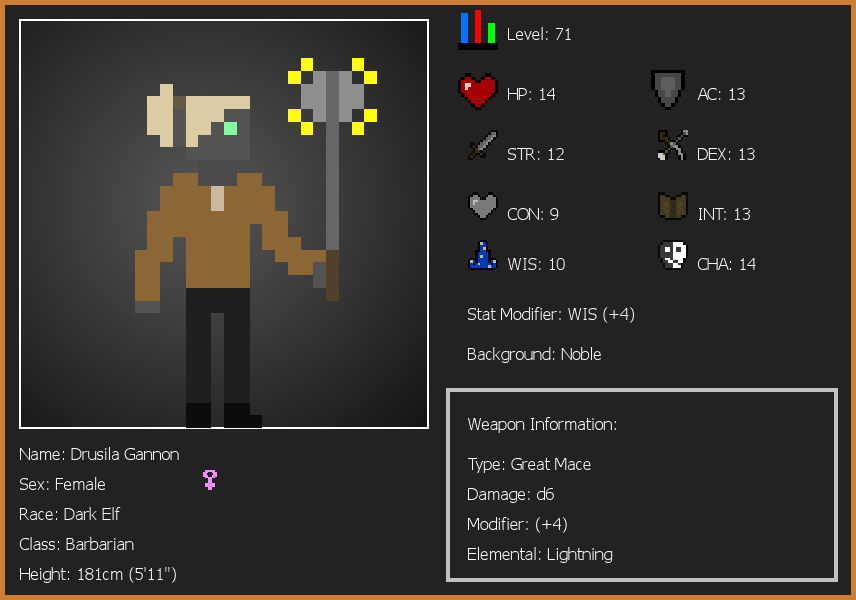 Level: 71
HP: 14
AC: 13
STR: 12
DEX: 13
CON: 9
INT: 13
WIS: 10
CHA: 14
Stat Modifier: WIS (+4)
Background: Noble
Weapon Information:
Type: Great Mace
Damage: d6
Modifier: (+4)
Elemental: Lightning
Name: Drusila Gannon
Sex: Female
Race: Dark Elf
Class: Barbarian
Height: 181cm (5'11")